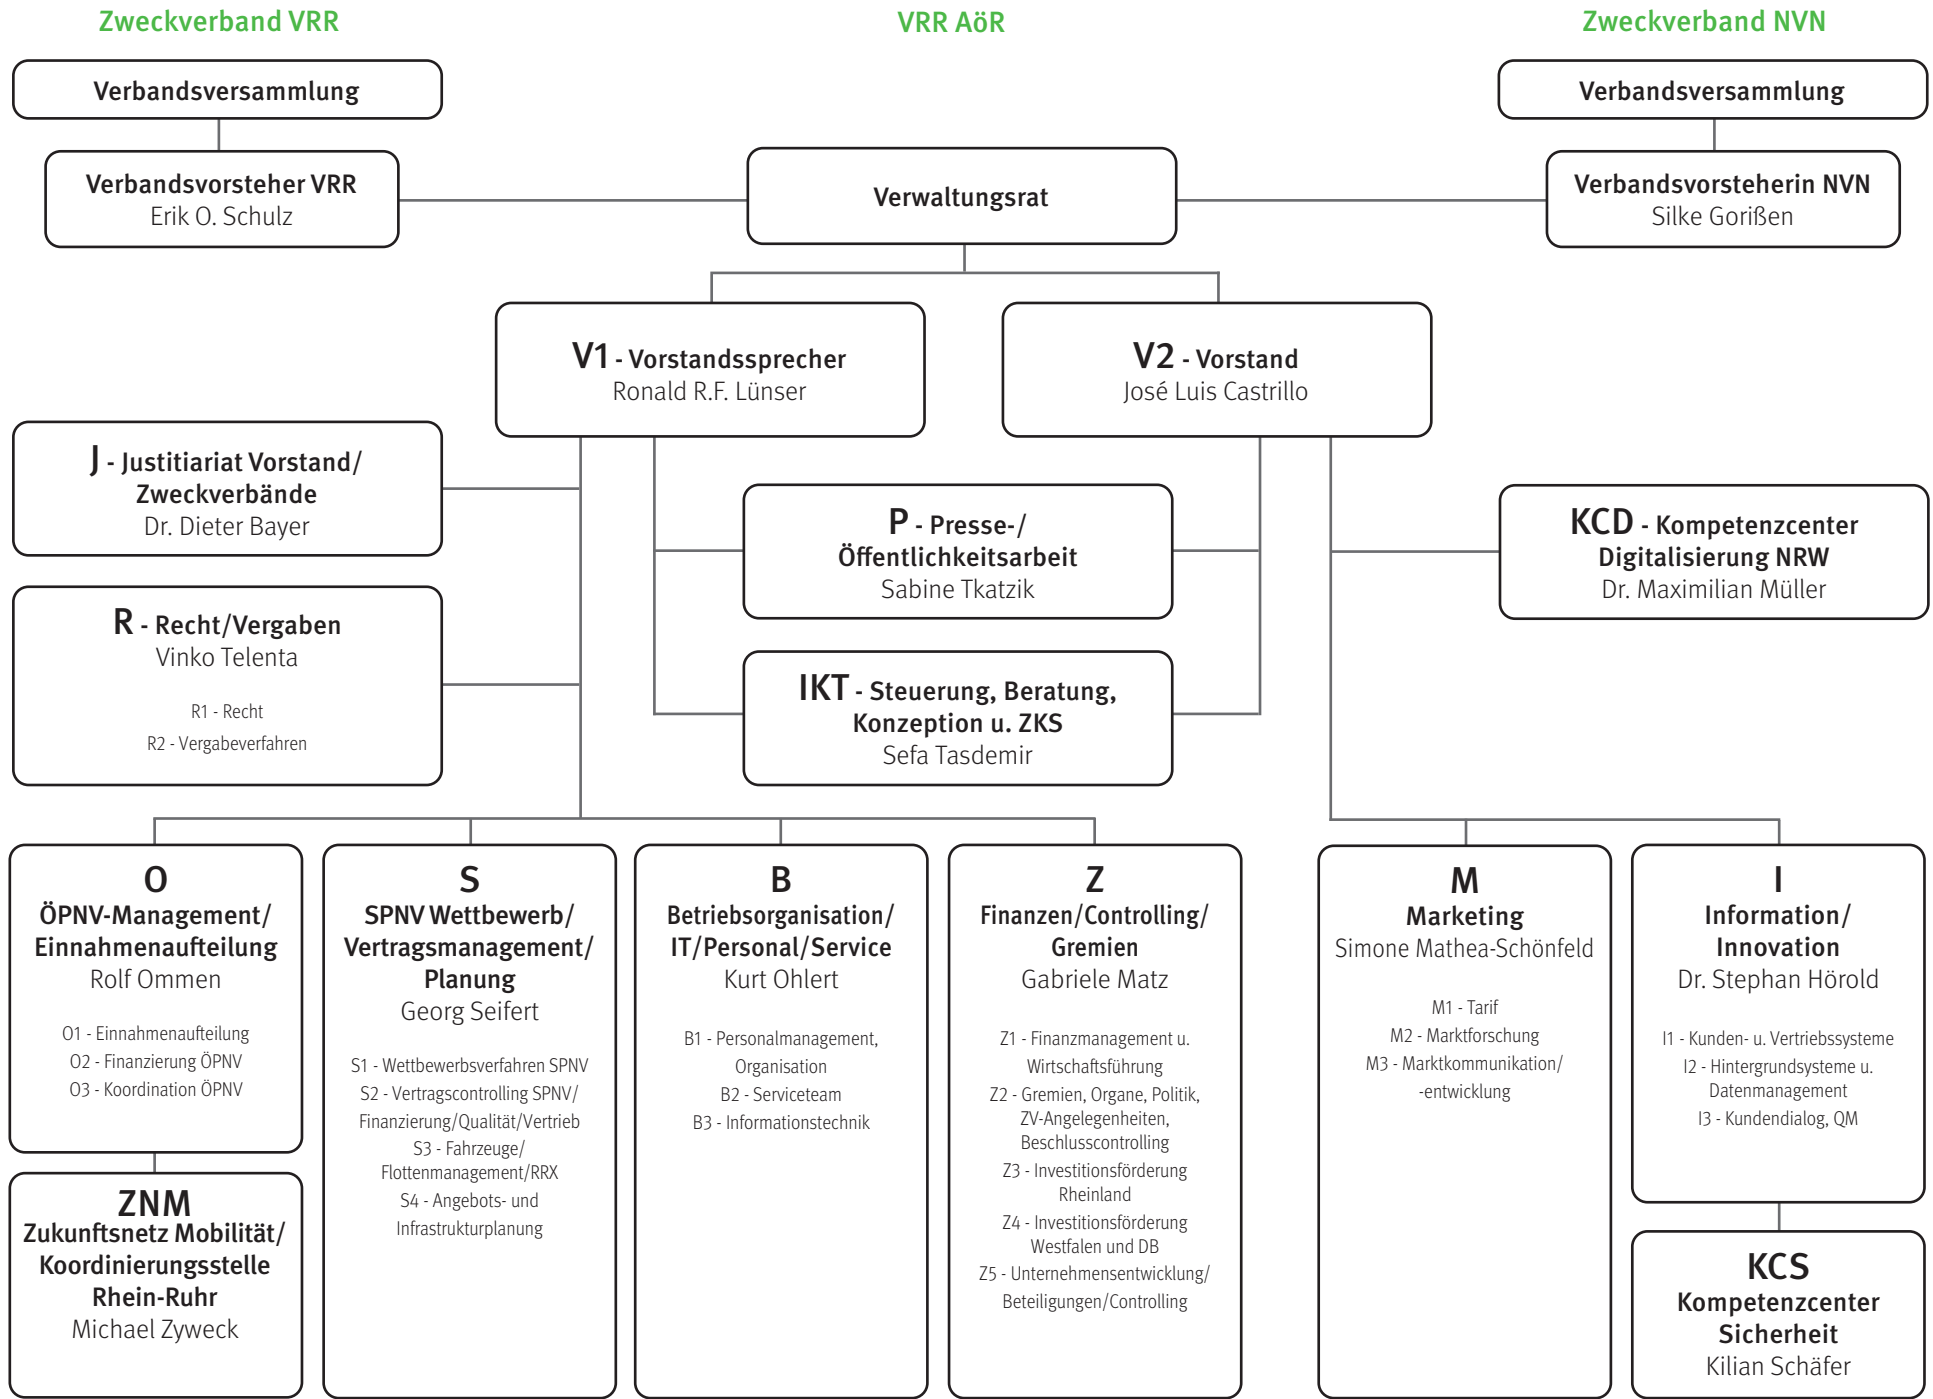 Zweckverband VRR
VRR AöR
Zweckverband NVN
Verbandsversammlung
Verbandsversammlung
Verbandsvorsteher VRR
Erik O. Schulz
Verwaltungsrat
Verbandsvorsteherin NVN
Silke Gorißen
V1 - Vorstandssprecher
Ronald R.F. Lünser
V2 - Vorstand
José Luis Castrillo
J - Justitiariat Vorstand/
Zweckverbände
Dr. Dieter Bayer
P - Presse-/
Öffentlichkeitsarbeit
Sabine Tkatzik
KCD - Kompetenzcenter
Digitalisierung NRW
Dr. Maximilian Müller
R - Recht/Vergaben
Vinko Telenta
R1 - Recht
R2 - Vergabeverfahren
IKT - Steuerung, Beratung,
Konzeption u. ZKS
Sefa Tasdemir
O
ÖPNV-Management/
Einnahmenaufteilung
Rolf Ommen
O1 - Einnahmenaufteilung
O2 - Finanzierung ÖPNV
O3 - Koordination ÖPNV
ZNM
Zukunftsnetz Mobilität/
Koordinierungsstelle
Rhein-Ruhr
Michael Zyweck
S
SPNV Wettbewerb/
Vertragsmanagement/
Planung
Georg Seifert
S1 - Wettbewerbsverfahren SPNV
S2 - Vertragscontrolling SPNV/
Finanzierung/Qualität/Vertrieb
S3 - Fahrzeuge/
Flottenmanagement/RRX
S4 - Angebots- und
Infrastrukturplanung
B
Betriebsorganisation/
IT/Personal/Service
Kurt Ohlert
B1 - Personalmanagement,
Organisation
B2 - Serviceteam
B3 - Informationstechnik
Z
Finanzen/Controlling/
Gremien
Gabriele Matz
Z1 - Finanzmanagement u.
Wirtschaftsführung
Z2 - Gremien, Organe, Politik,
ZV-Angelegenheiten,
Beschlusscontrolling
Z3 - Investitionsförderung
Rheinland
Z4 - Investitionsförderung
Westfalen und DB
Z5 - Unternehmensentwicklung/
Beteiligungen/Controlling
M
Marketing
Simone Mathea-Schönfeld
M1 - Tarif
M2 - Marktforschung
M3 - Marktkommunikation/
-entwicklung
I
Information/
Innovation
Dr. Stephan Hörold
I1 - Kunden- u. Vertriebssysteme
I2 - Hintergrundsysteme u.
Datenmanagement
I3 - Kundendialog, QM
KCS
Kompetenzcenter
Sicherheit
Kilian Schäfer